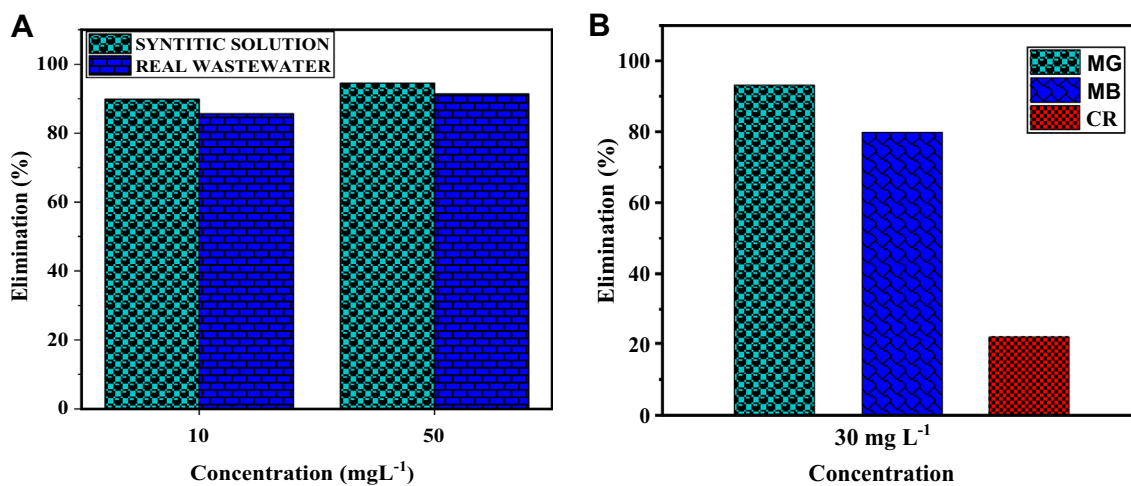 A
SYNTITIC SOLUTION
REAL WASTEWATER
100
80
60
40
20
0
Elimination (%)
10
50
Concentration (mgL⁻¹)
B
MG
MB
CR
100
80
60
40
20
0
Elimination (%)
30 mg L⁻¹
Concentration